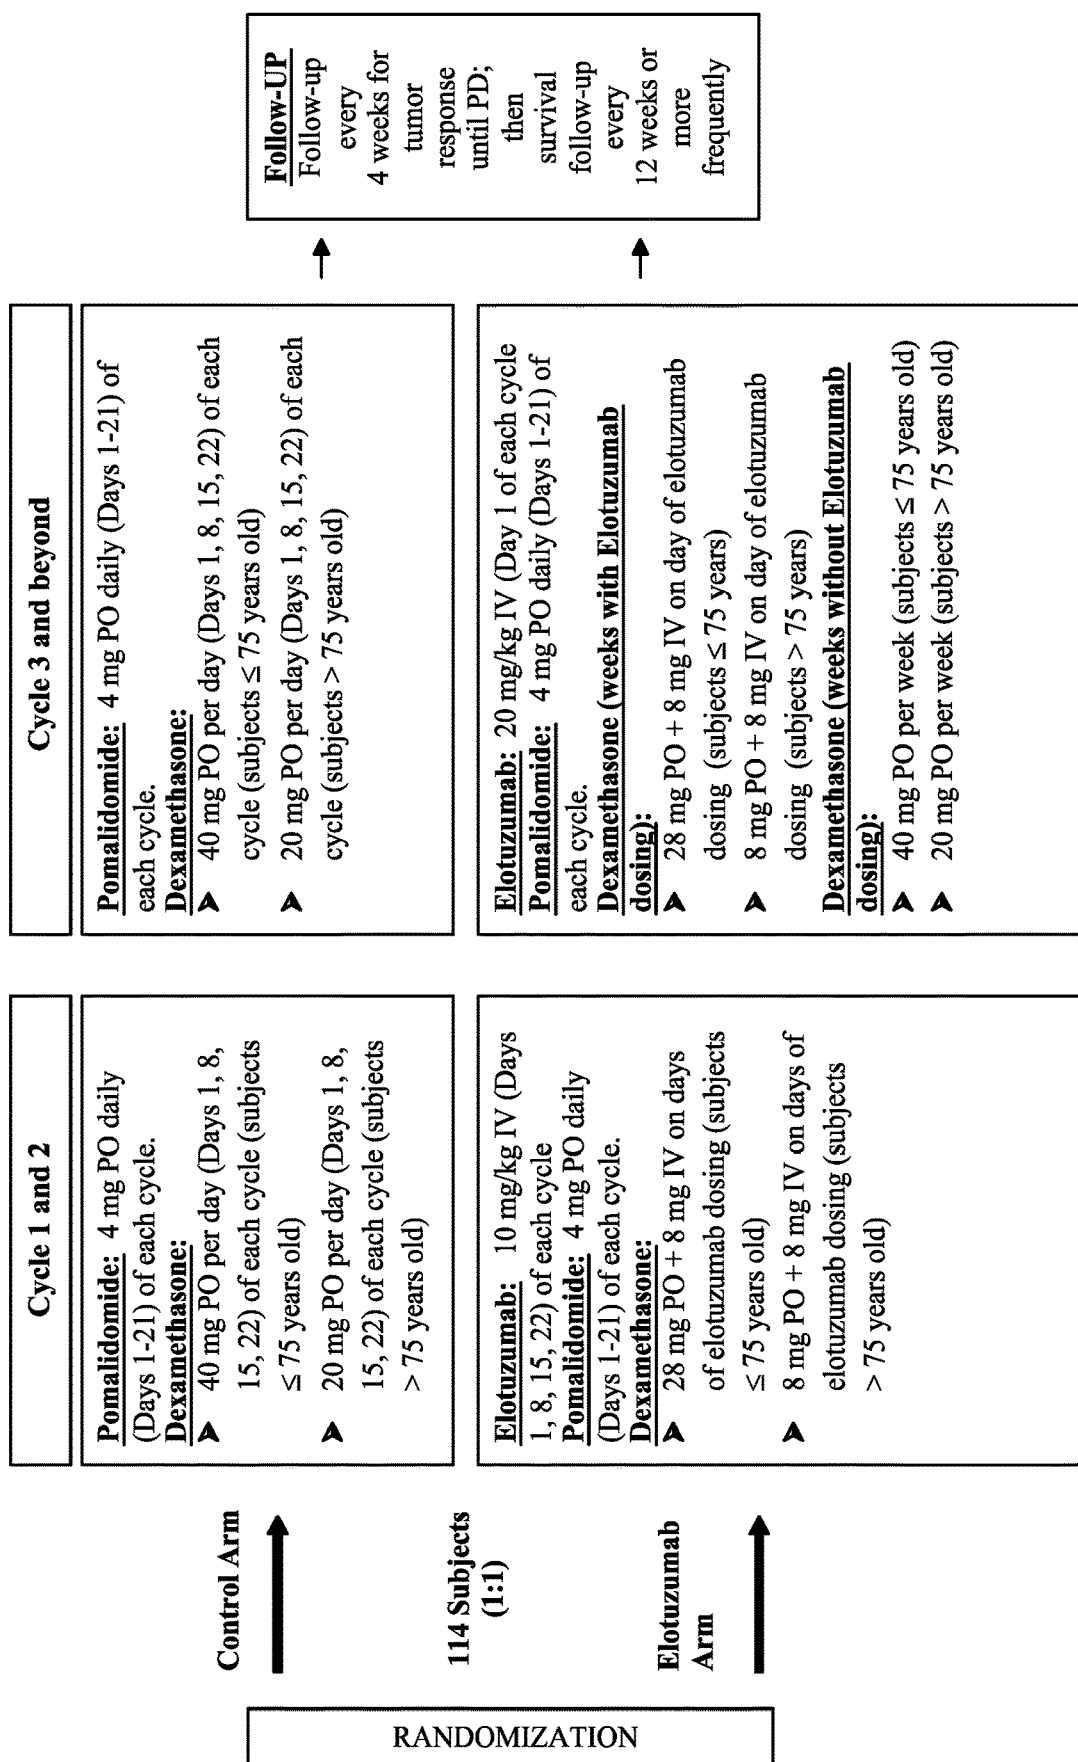 RANDOMIZATION
Control Arm
114 Subjects
(1:1)
Elotuzumab
Arm
Cycle 1 and 2
Pomalidomide: 4 mg PO daily
(Days 1-21) of each cycle.
Dexamethasone:
➤ 40 mg PO per day (Days 1, 8,
15, 22) of each cycle (subjects
≤ 75 years old)
➤ 20 mg PO per day (Days 1, 8,
15, 22) of each cycle (subjects
> 75 years old)
Elotuzumab: 10 mg/kg IV (Days
1, 8, 15, 22) of each cycle
Pomalidomide: 4 mg PO daily
(Days 1-21) of each cycle.
Dexamethasone:
➤ 28 mg PO + 8 mg IV on days
of elotuzumab dosing (subjects
≤ 75 years old)
➤ 8 mg PO + 8 mg IV on days of
elotuzumab dosing (subjects
> 75 years old)
Cycle 3 and beyond
Pomalidomide: 4 mg PO daily (Days 1-21) of
each cycle.
Dexamethasone:
➤ 40 mg PO per day (Days 1, 8, 15, 22) of each
cycle (subjects ≤ 75 years old)
➤ 20 mg PO per day (Days 1, 8, 15, 22) of each
cycle (subjects > 75 years old)
Elotuzumab: 20 mg/kg IV (Day 1 of each cycle
Pomalidomide: 4 mg PO daily (Days 1-21) of
each cycle.
Dexamethasone (weeks with Elotuzumab
dosing):
➤ 28 mg PO + 8 mg IV on day of elotuzumab
dosing (subjects ≤ 75 years)
➤ 8 mg PO + 8 mg IV on day of elotuzumab
dosing (subjects > 75 years)
Dexamethasone (weeks without Elotuzumab
dosing):
➤ 40 mg PO per week (subjects ≤ 75 years old)
➤ 20 mg PO per week (subjects > 75 years old)
Follow-UP
Follow-up
every
4 weeks for
tumor
response
until PD;
then
survival
follow-up
every
12 weeks or
more
frequently